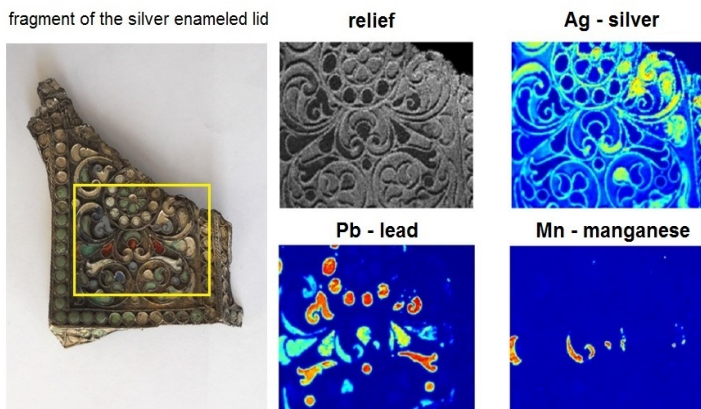 fragment of the silver enameled lid
relief
Ag - silver
Pb - lead
Mn - manganese